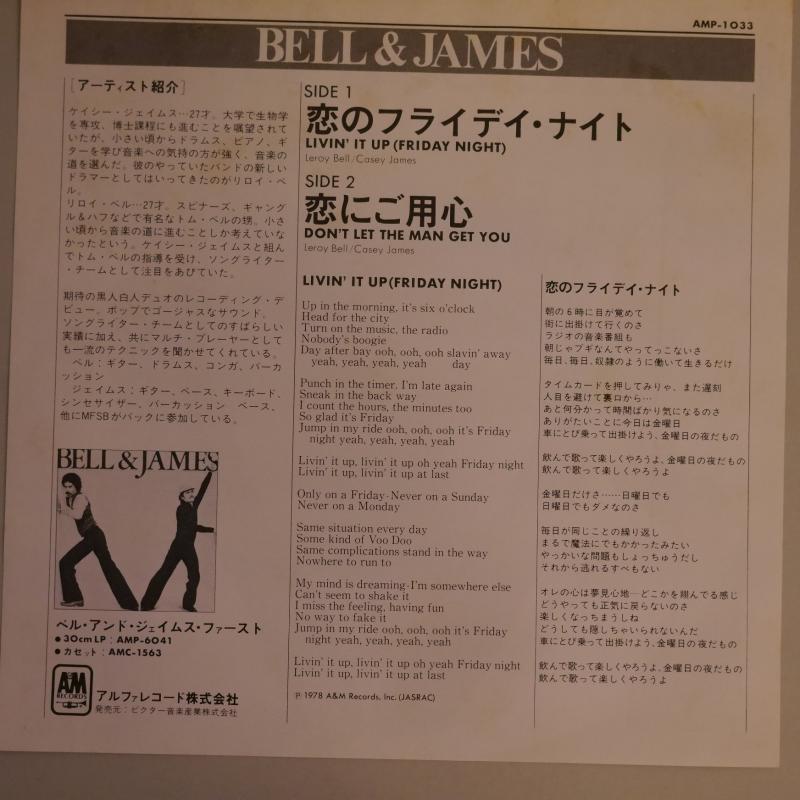 AMP-1033
BELL & JAMES
[アーティスト紹介]
ケイシー・ジェイムス…27才。大学で生物学
を専攻、博士課程にも進むことを嘱望されて
いたが、小さい頃からドラムス、ピアノ、ギ
ターを学び音楽への気持の方が強く、音楽の
道を選んだ。彼のやっていたバンドの新しい
ドラマーとしてはいってきたのがリロイ・ベ
ル。
リロイ・ベル…27才。スピナーズ、ギャング
ル&ハフなどで有名なトム・ベルの甥。小さ
い頃から音楽の道に進むことしか考えていな
かったという。ケイシー・ジェイムスと組ん
でトム・ベルの指導を受け、ソングライター
・チームとして注目をあびていた。
期待の黒人白人デュオのレコーディング・デ
ビュー。ポップでゴージャスなサウンド。
ソングライター・チームとしてのすばらしい
実績に加え、共にマルチ・プレーヤーとして
も一流のテクニックを聞かせてくれている。
ベル：ギター、ドラムス、コンガ、パーカ
ッション
ジェイムス：ギター、ベース、キーボード、
シンセサイザー、パーカッション ベース、
他にMFSBがバックに参加している。
BELL & JAMES
ベル・アンド・ジェイムス・ファースト
●30cm LP：AMP-6041
●カセット：AMC-1563
A&M RECORDS
アルファレコード株式会社
発売元：ビクター音楽産業株式会社
SIDE 1
恋のフライデイ・ナイト
LIVIN' IT UP (FRIDAY NIGHT)
Leroy Bell/Casey James
SIDE 2
恋にご用心
DON'T LET THE MAN GET YOU
Leroy Bell/Casey James
LIVIN' IT UP(FRIDAY NIGHT)
Up in the morning, it's six o'clock
Head for the city
Turn on the music, the radio
Nobody's boogie
Day after bay ooh, ooh, ooh slavin' away
yeah, yeah, yeah, yeah day
Punch in the timer, I'm late again
Sneak in the back way
I count the hours, the minutes too
So glad it's Friday
Jump in my ride ooh, ooh, ooh it's Friday
night yeah, yeah, yeah, yeah
Livin' it up, livin' it up oh yeah Friday night
Livin' it up, livin' it up at last
Only on a Friday-Never on a Sunday
Never on a Monday
Same situation every day
Some kind of Voo Doo
Same complications stand in the way
Nowhere to run to
My mind is dreaming-I'm somewhere else
Can't seem to shake it
I miss the feeling, having fun
No way to fake it
Jump in my ride ooh, ooh, ooh it's Friday
night yeah, yeah, yeah, yeah
Livin' it up, livin' it up oh yeah Friday night
Livin' it up, livin' it up at last
℗ 1978 A&M Records, Inc. (JASRAC)
恋のフライデイ・ナイト
朝の6時に目が覚めて
街に出掛けて行くのさ
ラジオの音楽番組も
朝じゃブギなんてやってっこないさ
毎日、毎日、奴隷のように働いて生きるだけ
タイムカードを押してみりゃ、また遅刻
人目を避けて裏口から…
あと何分かって時間ばかり気になるのさ
ありがたいことに今日は金曜日
車にとび乗って出掛けよう、金曜日の夜だもの
飲んで歌って楽しくやろうよ、金曜日の夜だもの
飲んで歌って楽しくやろうよ
金曜日だけさ……日曜日でも
日曜日でもダメなのさ
毎日が同じことの繰り返し
まるで魔法にでもかかったみたい
やっかいな問題もしょっちゅうだし
それから逃れるすべもない
オレの心は夢見心地―どこかを翔んでる感じ
どうやっても正気に戻らないのさ
楽しくなっちまうしね
どうしても隠しちゃいられないんだ
車にとび乗って出掛けよう、金曜日の夜だもの
飲んで歌って楽しくやろうよ、金曜日の夜だもの
飲んで歌って楽しくやろうよ